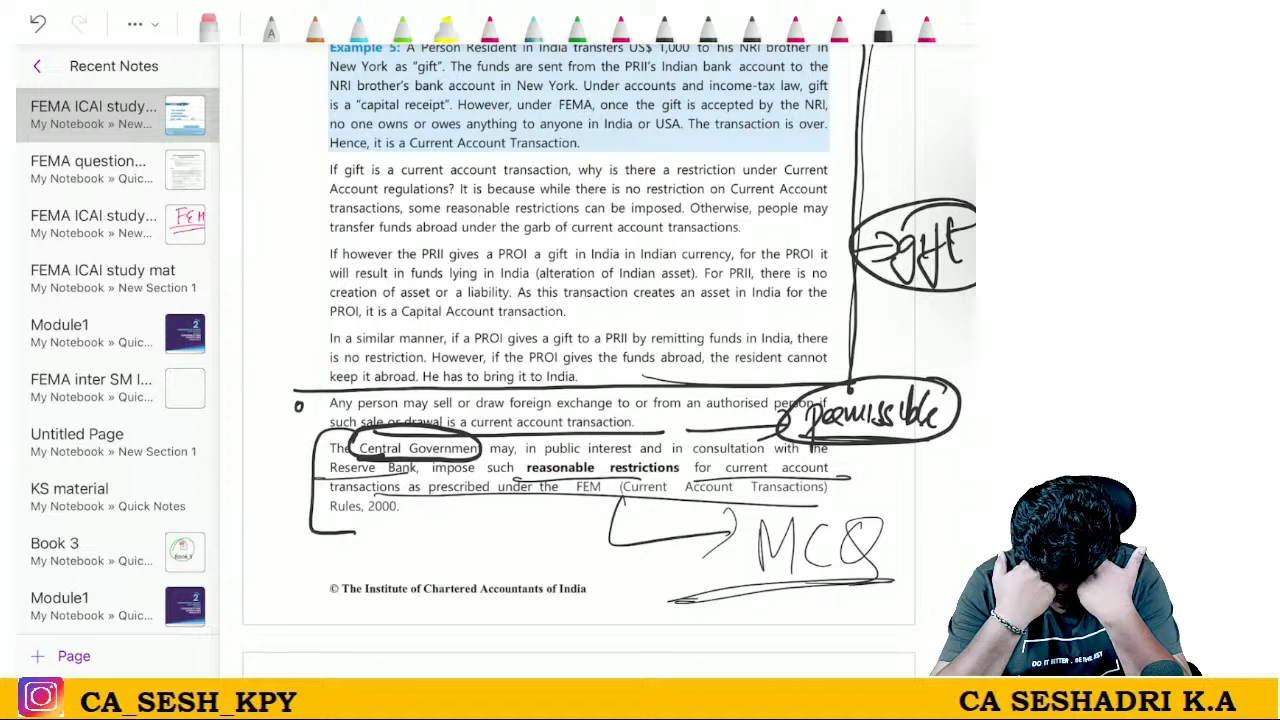 Recent Notes
FEMA ICAI study...
My Notebook » New...
FEMA question...
My Notebook » Quic...
FEMA ICAI study...
My Notebook » New...
FEM
FEMA ICAI study mat
My Notebook » New Section 1
Module1
My Notebook » Quic...
2
FEMA inter SM I...
My Notebook » Quic...
Untitled Page
My Notebook » New Section 1
KS material
My Notebook » Quick Notes
Book 3
My Notebook » Quic...
Book 3
Module1
My Notebook » Quic...
2
+ Page
A
Example 5: A Person Resident in India transfers US$ 1,000 to his NRI brother in
New York as “gift”. The funds are sent from the PRII’s Indian bank account to the
NRI brother’s bank account in New York. Under accounts and income-tax law, gift
is a “capital receipt”. However, under FEMA, once the gift is accepted by the NRI,
no one owns or owes anything to anyone in India or USA. The transaction is over.
Hence, it is a Current Account Transaction.
If gift is a current account transaction, why is there a restriction under Current
Account regulations? It is because while there is no restriction on Current Account
transactions, some reasonable restrictions can be imposed. Otherwise, people may
transfer funds abroad under the garb of current account transactions.
gift
If however the PRII gives a PROI a gift in India in Indian currency, for the PROI it
will result in funds lying in India (alteration of Indian asset). For PRII, there is no
creation of asset or a liability. As this transaction creates an asset in India for the
PROI, it is a Capital Account transaction.
In a similar manner, if a PROI gives a gift to a PRII by remitting funds in India, there
is no restriction. However, if the PROI gives the funds abroad, the resident cannot
keep it abroad. He has to bring it to India.
Any person may sell or draw foreign exchange to or from an authorised person if
such sale or drawal is a current account transaction.
permissible
The Central Government may, in public interest and in consultation with the
Reserve Bank, impose such reasonable restrictions for current account
transactions as prescribed under the FEM (Current Account Transactions)
Rules, 2000.
MCQ
© The Institute of Chartered Accountants of India
DO IT BETTER . BE THE BEST
CA_SESH_KPY
CA SESHADRI K.A